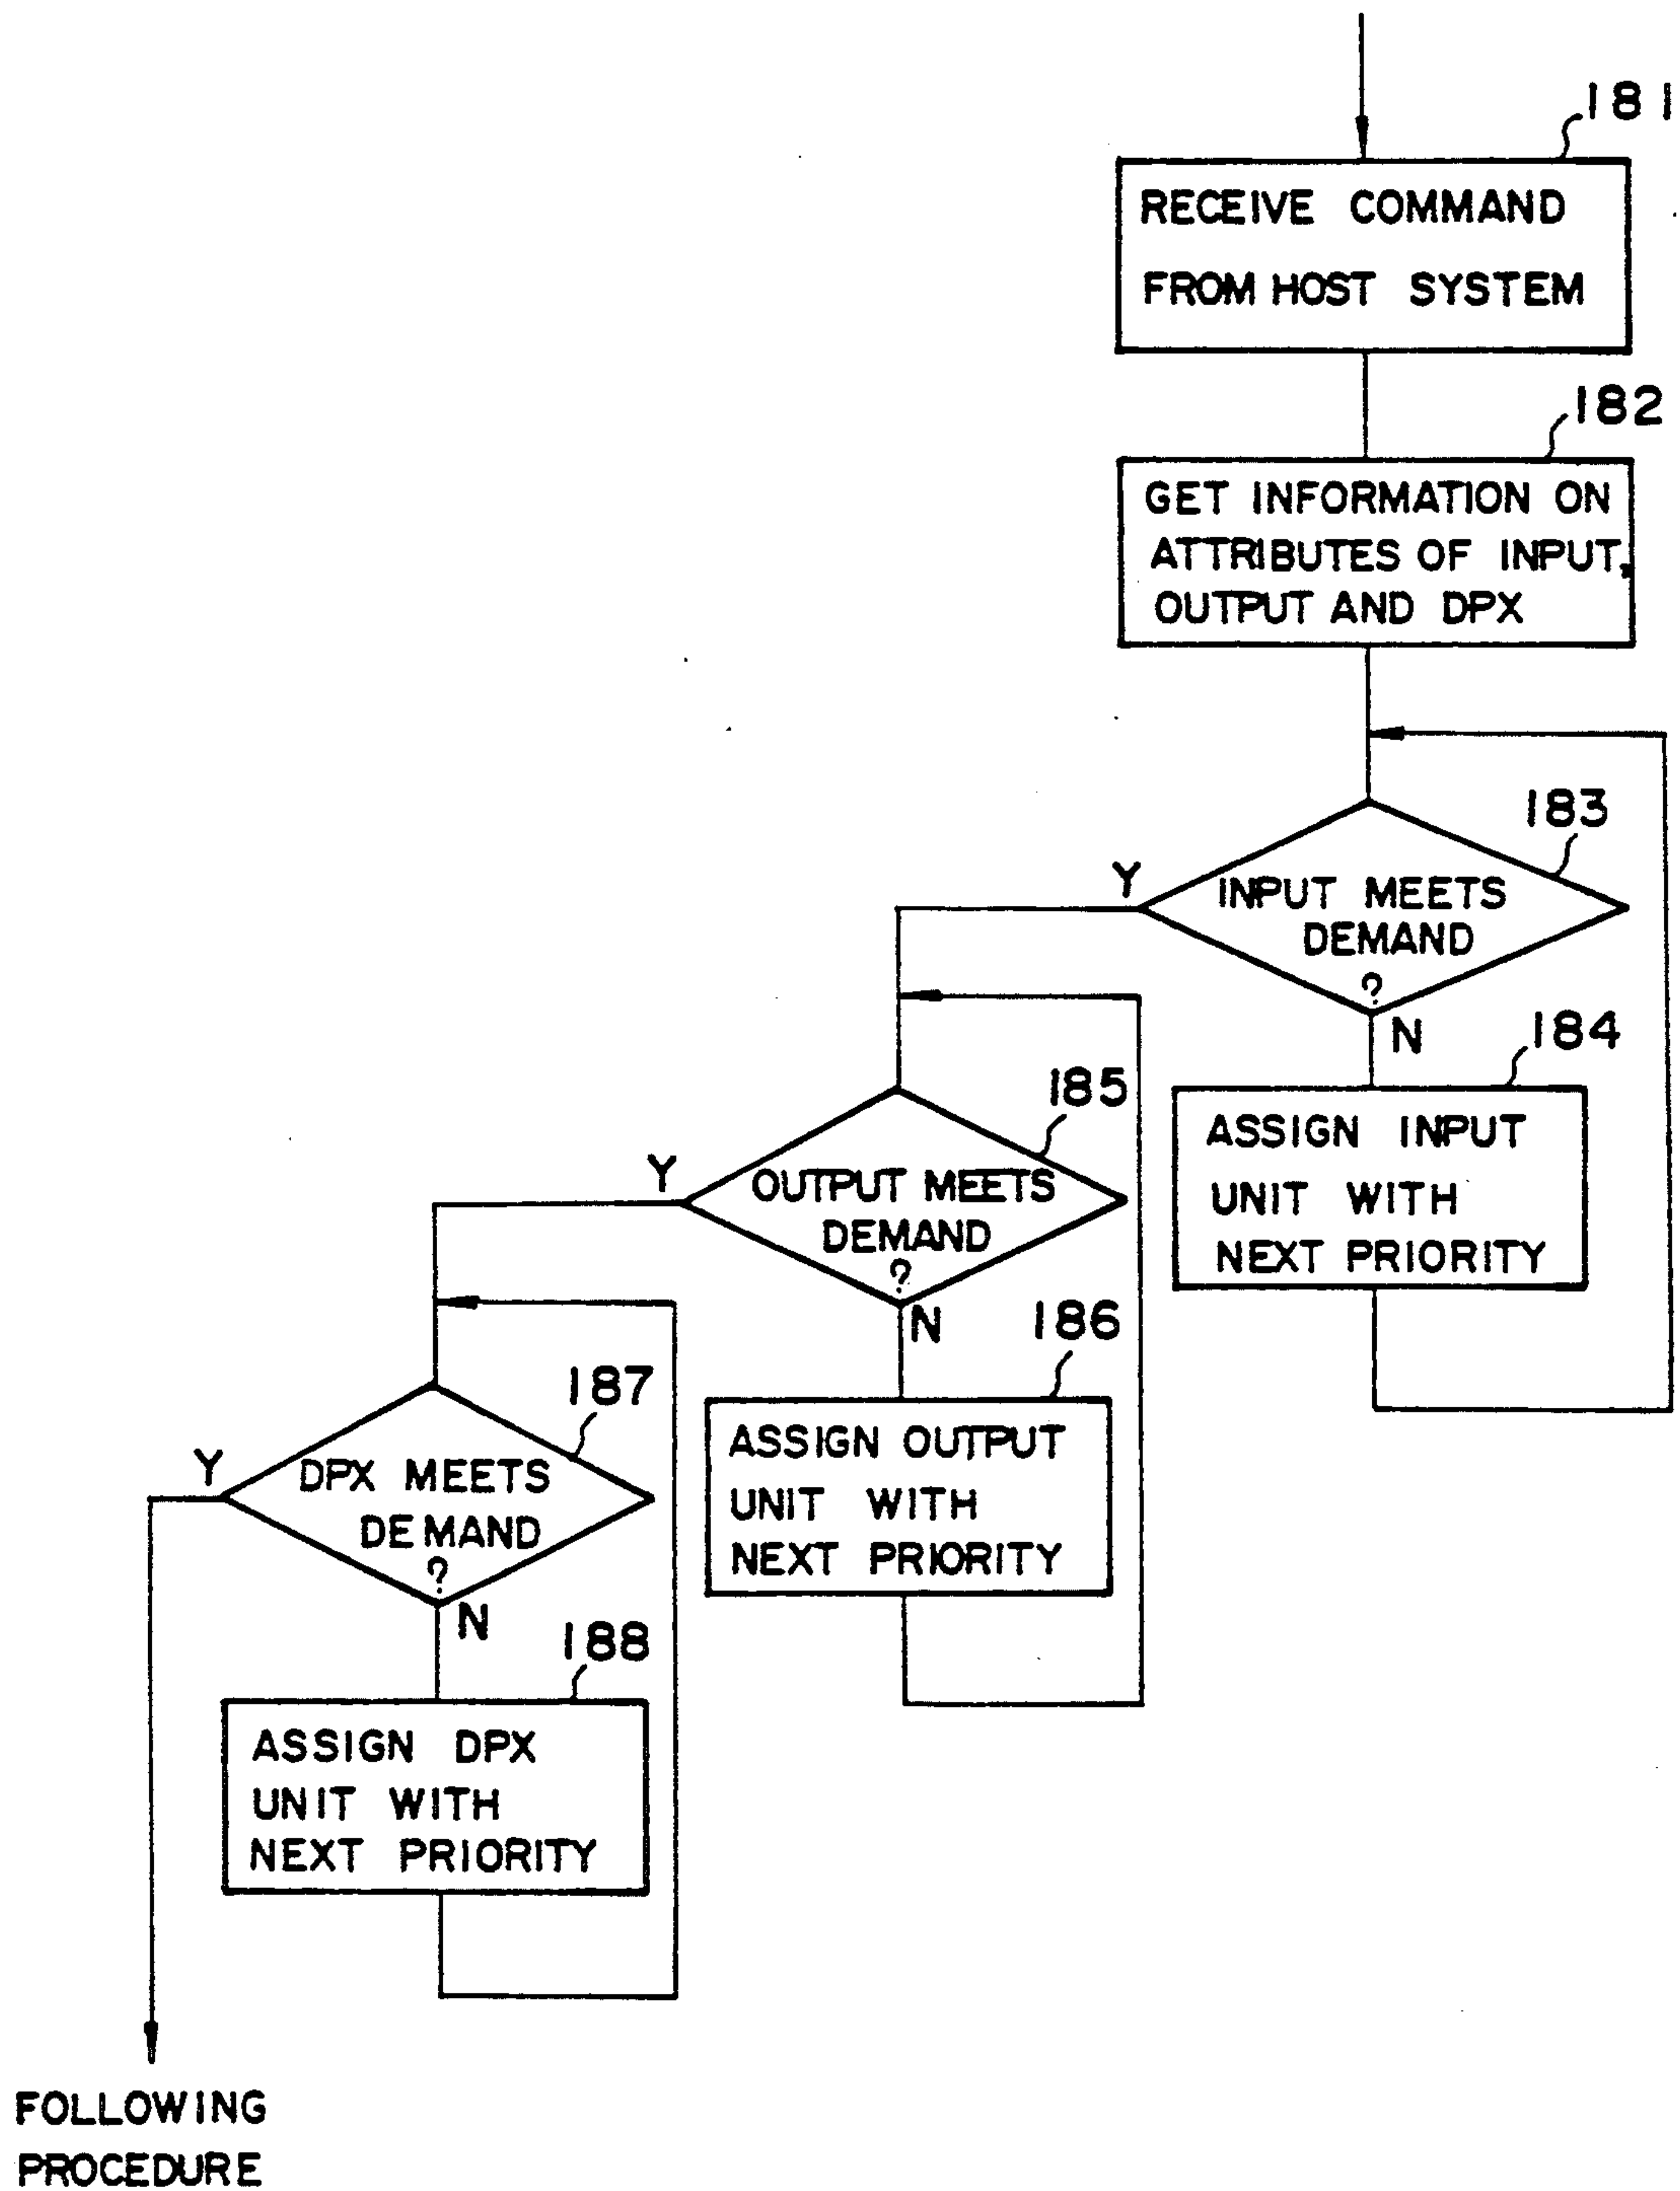 181
RECEIVE COMMAND
FROM HOST SYSTEM
182
GET INFORMATION ON
ATTRIBUTES OF INPUT,
OUTPUT AND DPX
183
Y
INPUT MEETS
DEMAND
?
N
184
ASSIGN INPUT
UNIT WITH
NEXT PRIORITY
185
Y
OUTPUT MEETS
DEMAND
?
N
186
ASSIGN OUTPUT
UNIT WITH
NEXT PRIORITY
187
Y
DPX MEETS
DEMAND
?
N
188
ASSIGN DPX
UNIT WITH
NEXT PRIORITY
FOLLOWING
PROCEDURE